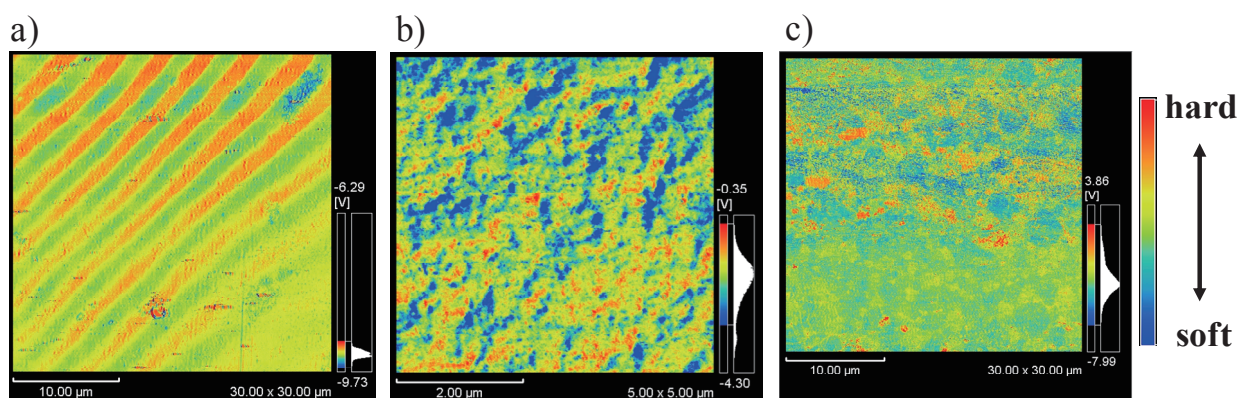 a)
-6.29
[V]
-9.73
10.00 µm
30.00 x 30.00 µm
b)
-0.35
[V]
-4.30
2.00 µm
5.00 x 5.00 µm
c)
3.86
[V]
-7.99
10.00 µm
30.00 x 30.00 µm
hard
soft